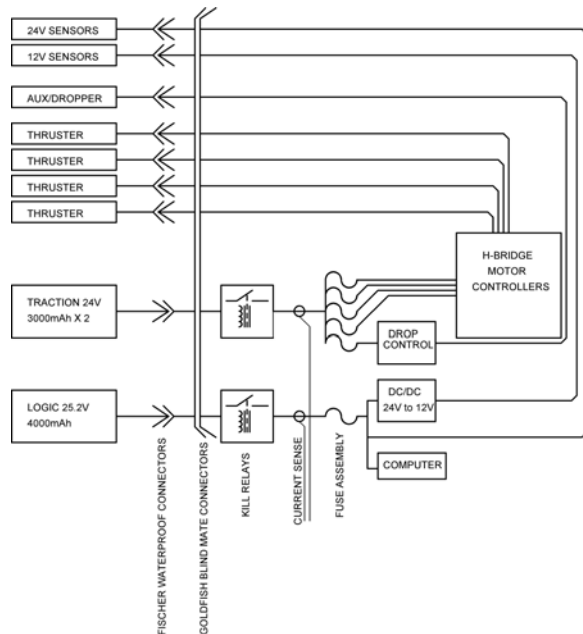 24V SENSORS
12V SENSORS
AUX/DROPPER
THRUSTER
THRUSTER
THRUSTER
THRUSTER
H-BRIDGE
MOTOR
CONTROLLERS
TRACTION 24V
3000mAh X 2
DROP
CONTROL
LOGIC 25.2V
4000mAh
DC/DC
24V to 12V
COMPUTER
FISCHER WATERPROOF CONNECTORS
GOLDFISH BLIND MATE CONNECTORS
KILL RELAYS
CURRENT SENSE
FUSE ASSEMBLY